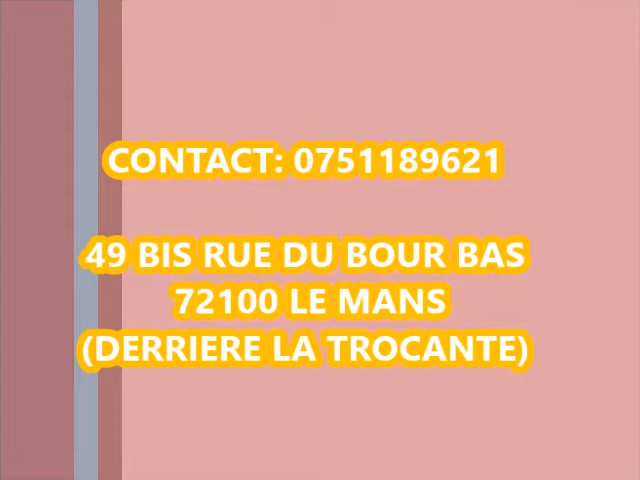 CONTACT: 0751189621
49 BIS RUE DU BOUR BAS
72100 LE MANS
(DERRIERE LA TROCANTE)